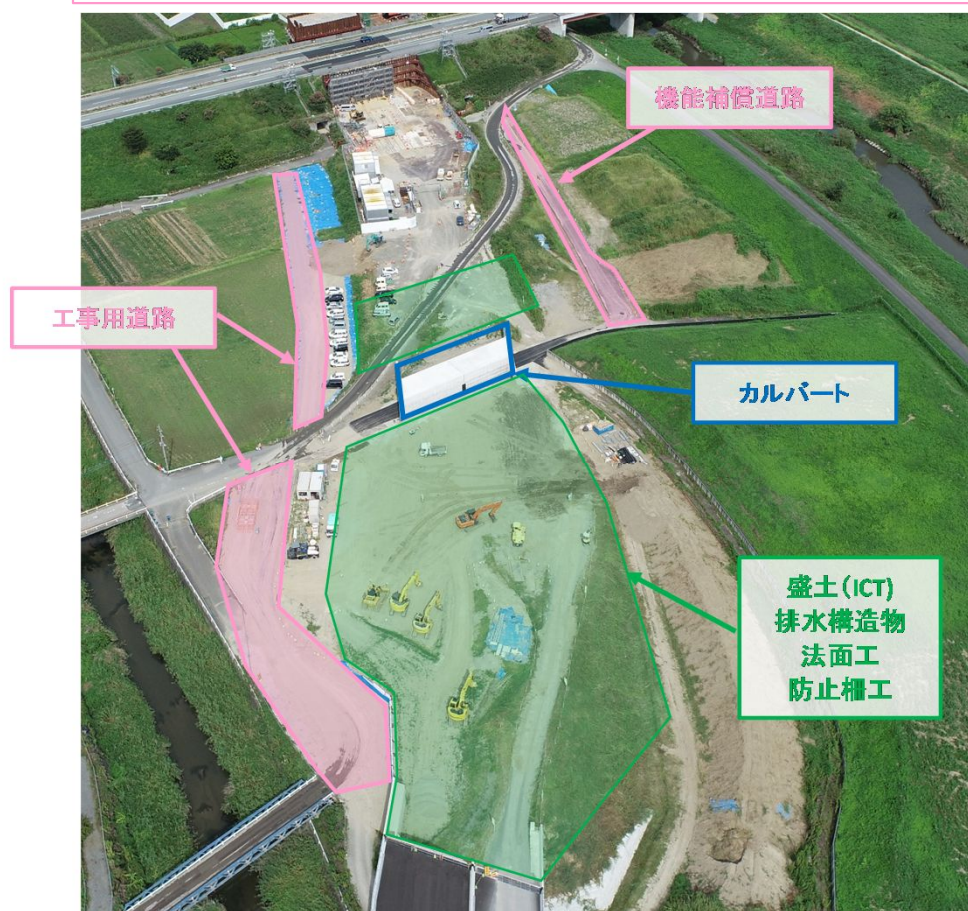 機能補償道路
工事用道路
カルバート
盛土(ICT)
排水構造物
法面工
防止柵工